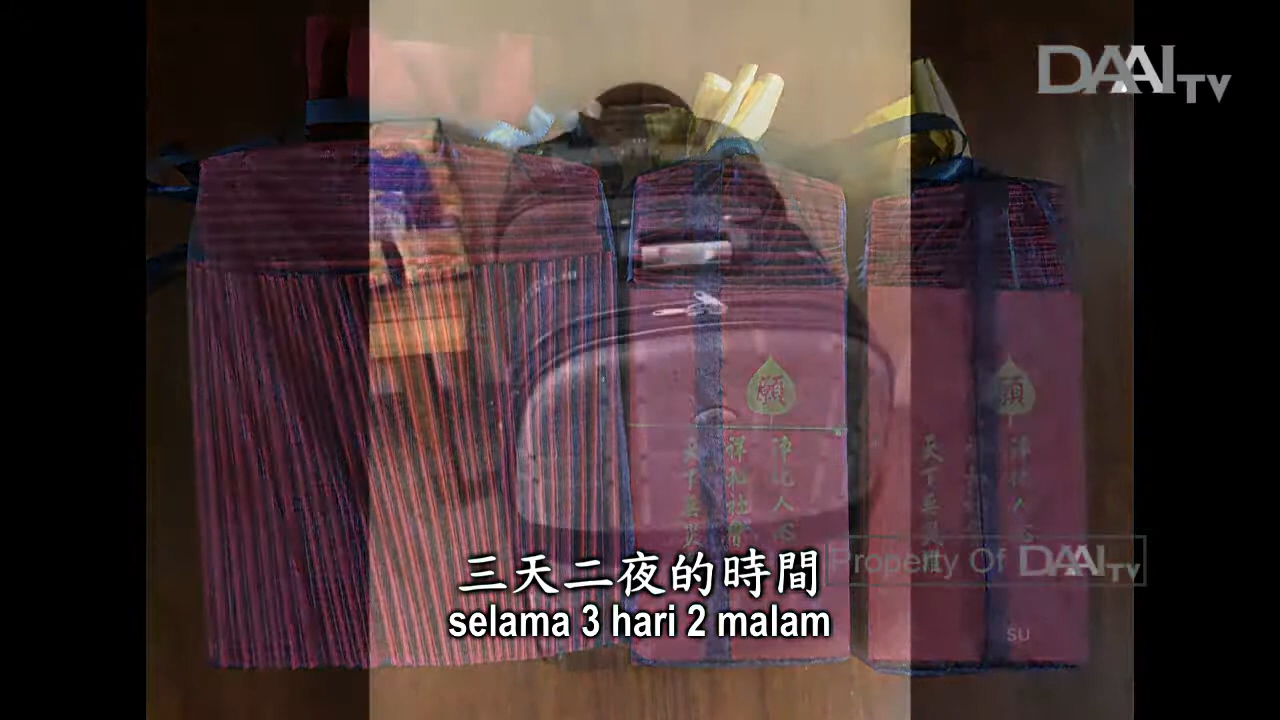 DAAI TV
願
願
淨化人心
祥和社會
天下無災難
三天二夜的時間
selama 3 hari 2 malam
Property Of DAAI TV
SU